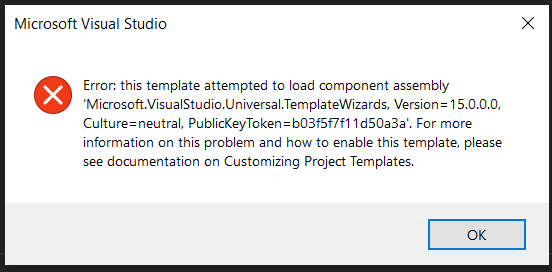 Microsoft Visual Studio
Error: this template attempted to load component assembly
'Microsoft.VisualStudio.Universal.TemplateWizards, Version=15.0.0.0,
Culture=neutral, PublicKeyToken=b03f5f7f11d50a3a'. For more
information on this problem and how to enable this template, please
see documentation on Customizing Project Templates.
OK